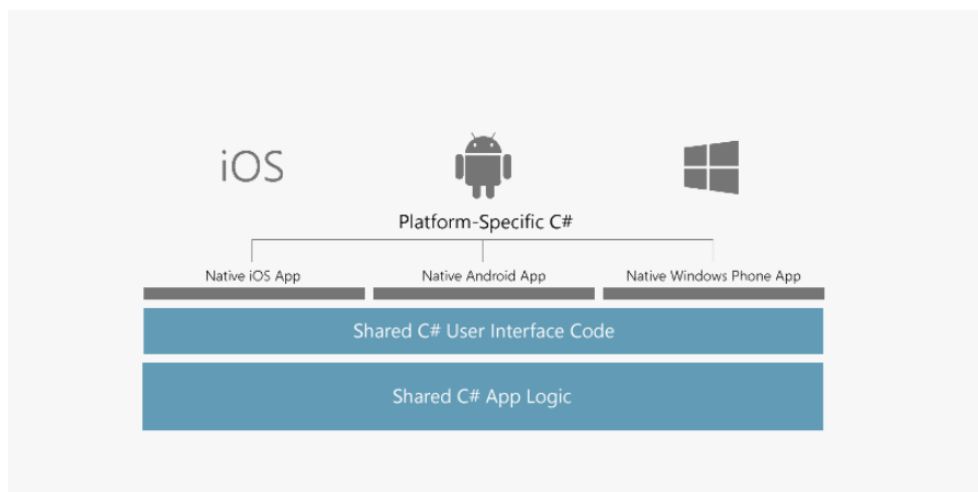 iOS
Platform-Specific C#
Native iOS App Native Android App Native Windows Phone App
Shared C# User Interface Code
Shared C# App Logic